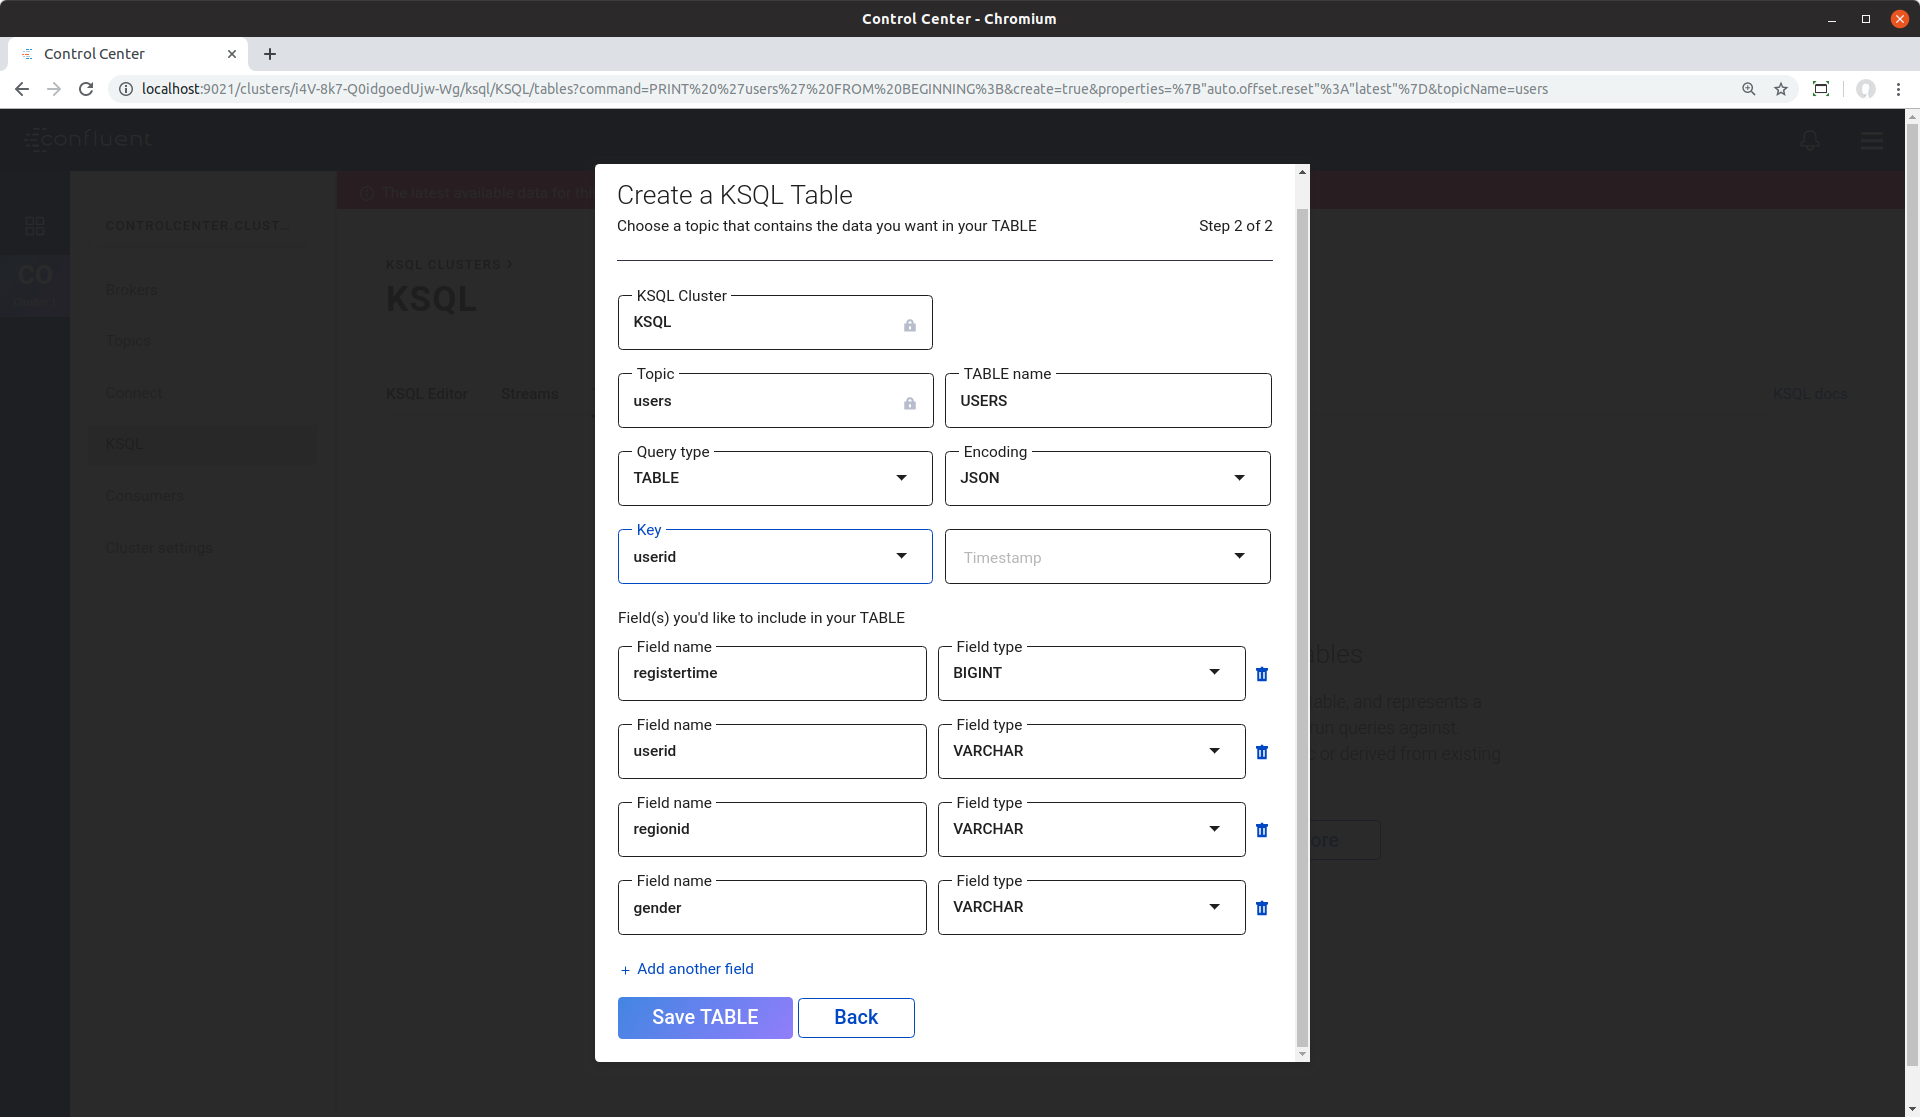 Control Center - Chromium
Control Center
localhost:9021/clusters/i4V-8k7-Q0idgoedUjw-Wg/ksql/KSQL/tables?command=PRINT%20%27users%27%20FROM%20BEGINNING%3B&create=true&properties=%7B"auto.offset.reset"%3A"latest"%7D&topicName=users
confluent
The latest available data for th
CONTROLCENTER.CLUST...
CO
Brokers
Topics
Connect
KSQL
Consumers
Cluster settings
KSQL CLUSTERS >
KSQL
KSQL Editor
Streams
KSQL docs
Create a KSQL Table
Choose a topic that contains the data you want in your TABLE
Step 2 of 2
KSQL Cluster
KSQL
Topic
users
TABLE name
USERS
Query type
TABLE
Encoding
JSON
Key
userid
Timestamp
Field(s) you'd like to include in your TABLE
Field name
registertime
Field type
BIGINT
Field name
userid
Field type
VARCHAR
Field name
regionid
Field type
VARCHAR
Field name
gender
Field type
VARCHAR
+ Add another field
Save TABLE
Back
bles
able, and represents a
run queries against
or derived from existing
ore